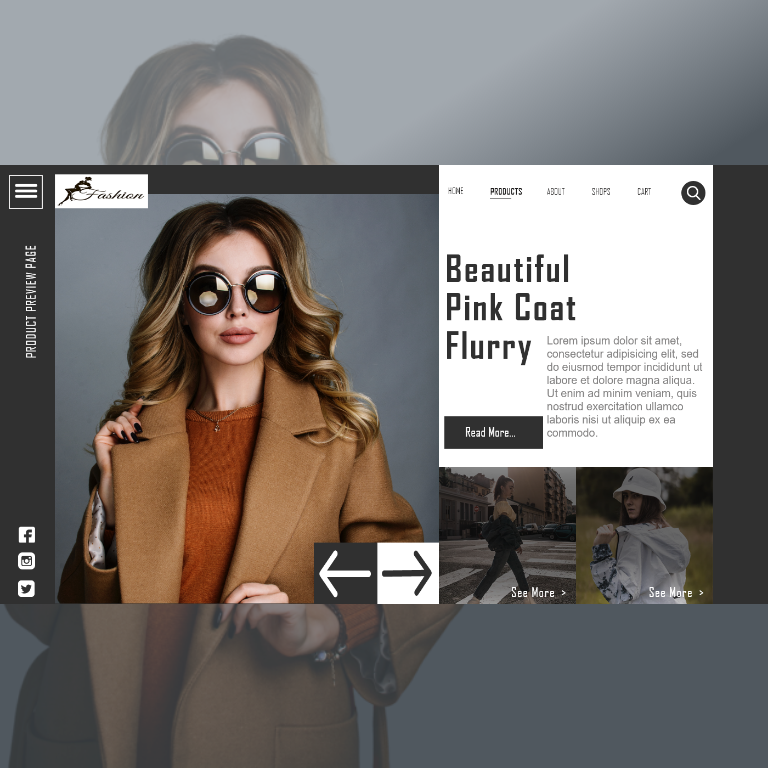 Fashion
HOME PRODUCTS ABOUT SHOPS CART
PRODUCT PREVIEW PAGE
Beautiful
Pink Coat
Flurry
Lorem ipsum dolor sit amet,
consectetur adipisicing elit, sed
do eiusmod tempor incididunt ut
labore et dolore magna aliqua.
Ut enim ad minim veniam, quis
nostrud exercitation ullamco
laboris nisi ut aliquip ex ea
commodo.
Read More...
See More >
See More >